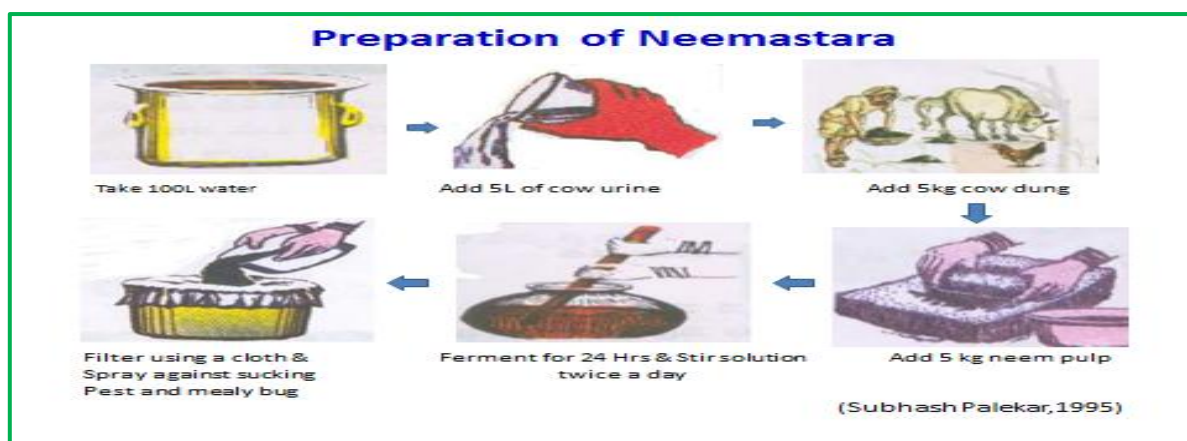 Preparation of Neemastara
Take 100L water
Add 5L of cow urine
Add 5kg cow dung
Add 5 kg neem pulp
Ferment for 24 Hrs & Stir solution
twice a day
Filter using a cloth &
Spray against sucking
Pest and mealy bug
(Subhash Palekar,1995)